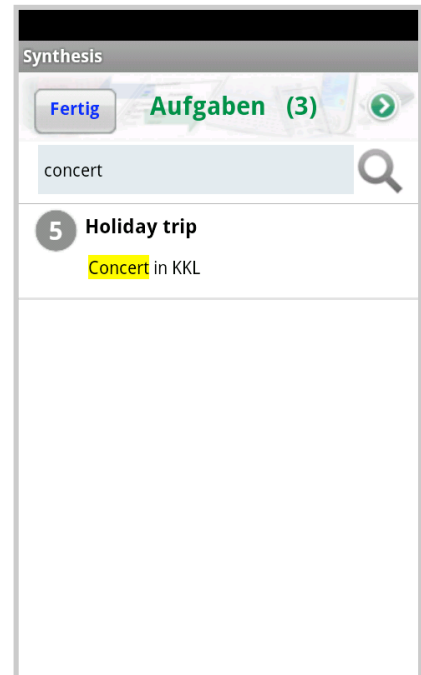 Synthesis
Fertig Aufgaben (3)
concert
5 Holiday trip
Concert in KKL